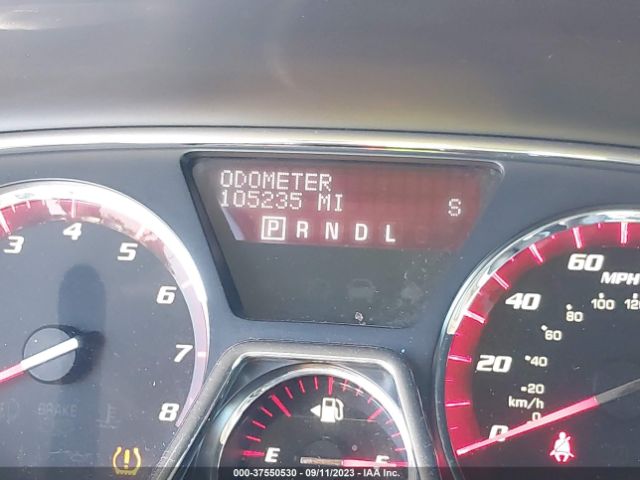 ODOMETER
105235 MI
S
P R N D L
3 4 5 6 7 8
BRAKE
E F
0 20 40 60
MPH
0 20 40 60 80 100 120
km/h
000-37550530 - 09/11/2023 - IAA Inc.